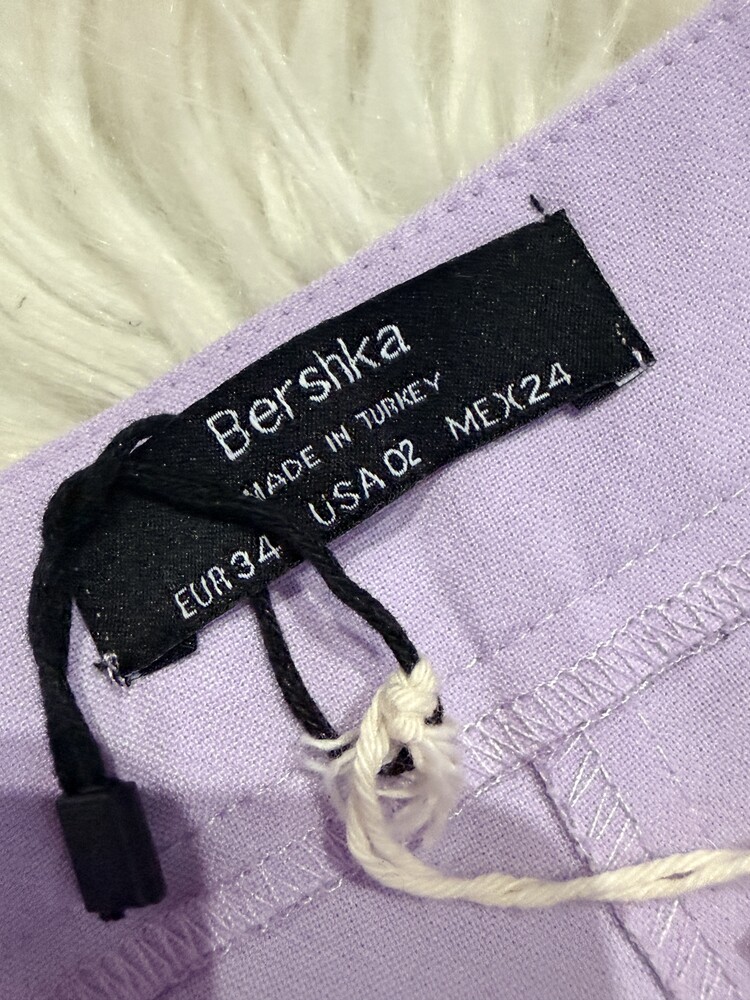 Bershka
MADE IN TURKEY
EUR 34 USA 02 MEX 24